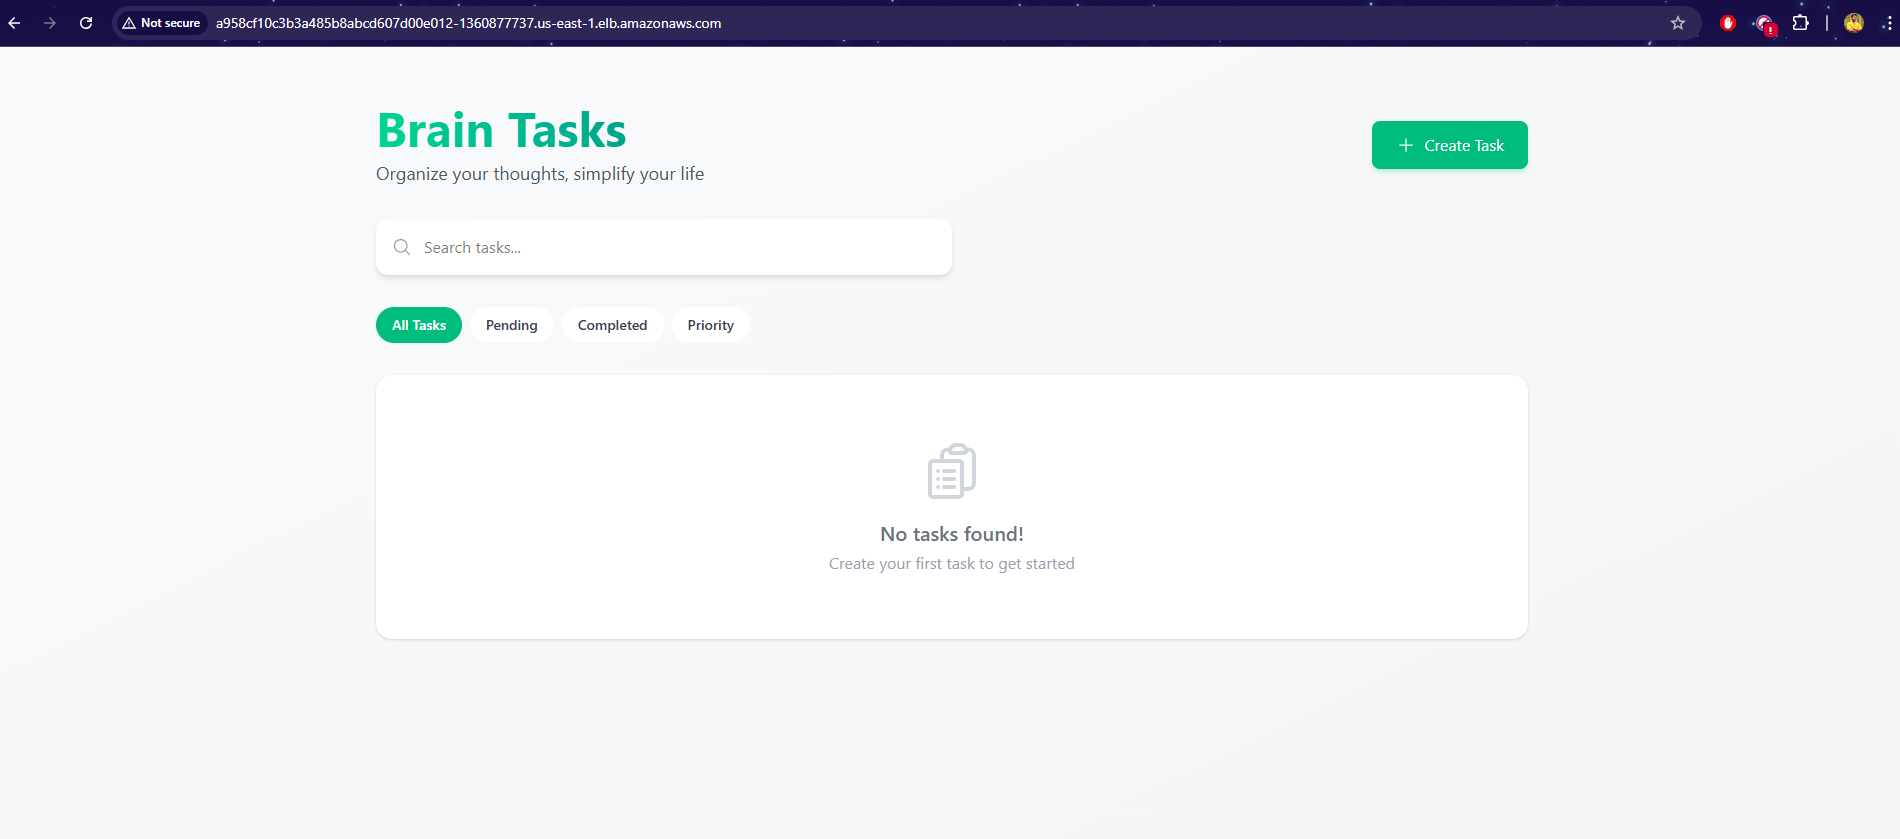 Not secure
a958cf10c3b3a485b8abcd607d00e012-1360877737.us-east-1.elb.amazonaws.com
Brain Tasks
Organize your thoughts, simplify your life
Create Task
Search tasks...
All Tasks
Pending
Completed
Priority
No tasks found!
Create your first task to get started